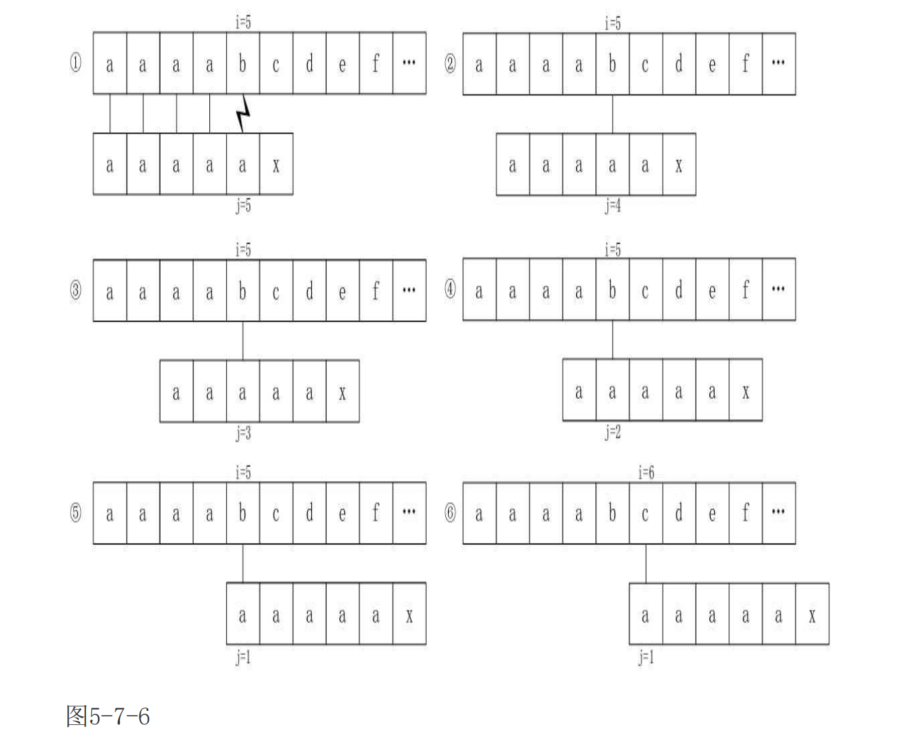 i=5
① a a a a b c d e f ···
a a a a a x
j=5
i=5
② a a a a b c d e f ···
a a a a a x
j=4
i=5
③ a a a a b c d e f ···
a a a a a x
j=3
i=5
④ a a a a b c d e f ···
a a a a a x
j=2
i=5
⑤ a a a a b c d e f ···
a a a a a x
j=1
i=6
⑥ a a a a b c d e f ···
a a a a a x
j=1
图5-7-6